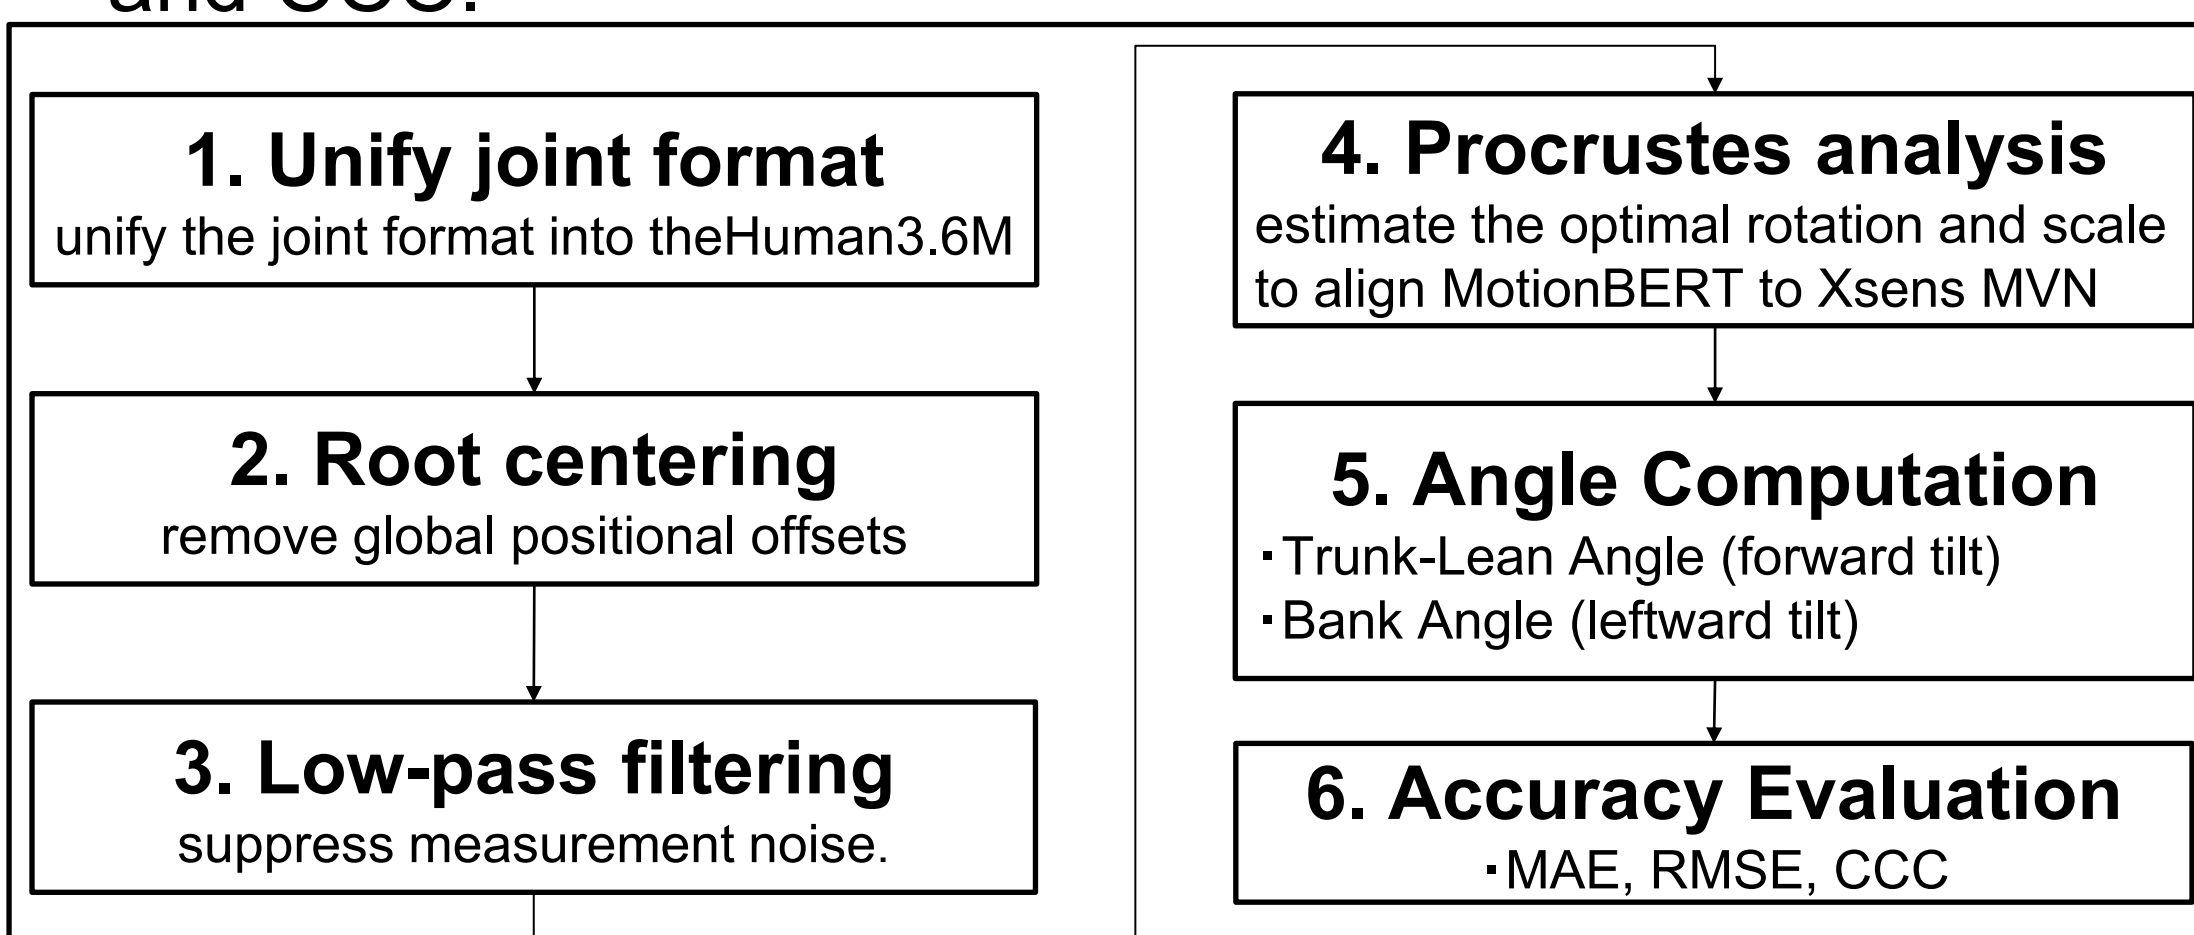 and CCC.
1. Unify joint format
unify the joint format into theHuman3.6M
2. Root centering
remove global positional offsets
3. Low-pass filtering
suppress measurement noise.
4. Procrustes analysis
estimate the optimal rotation and scale
to align MotionBERT to Xsens MVN
5. Angle Computation
・Trunk-Lean Angle (forward tilt)
・Bank Angle (leftward tilt)
6. Accuracy Evaluation
・MAE, RMSE, CCC